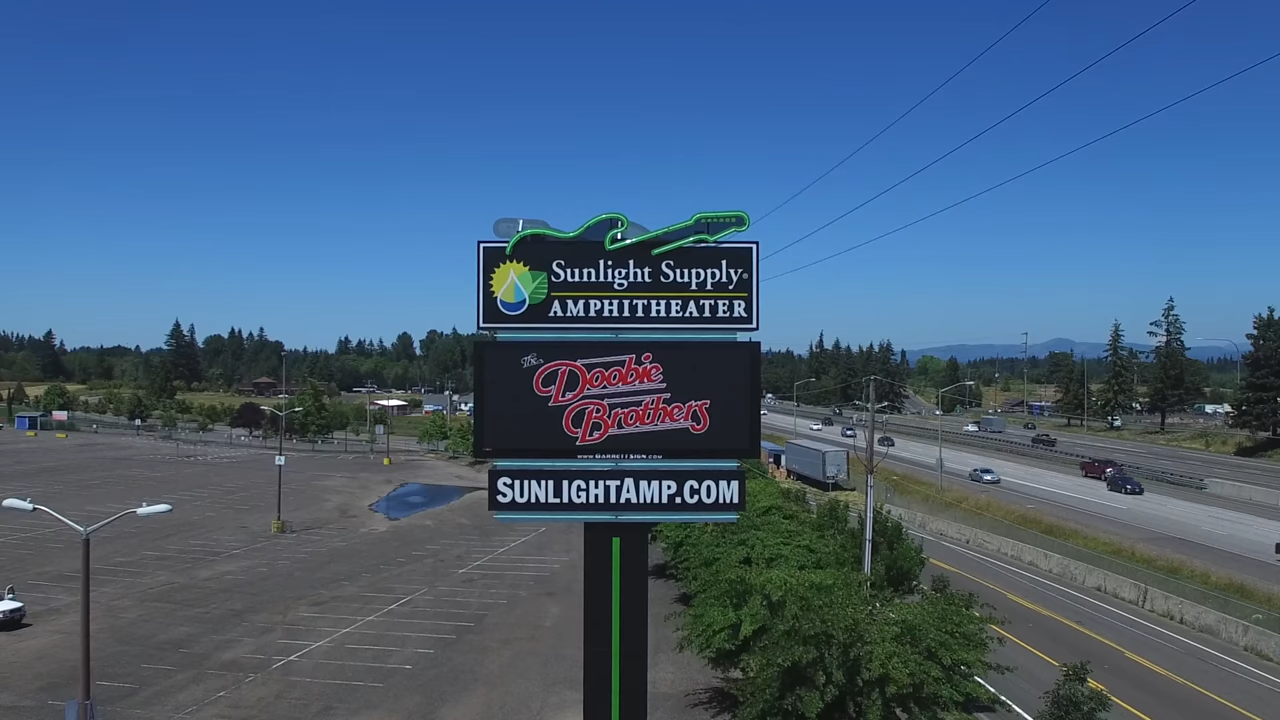 Sunlight Supply®
AMPHITHEATER
The
Doobie
Brothers
www.GARRETTSIGN.com
SUNLIGHTAMP.COM